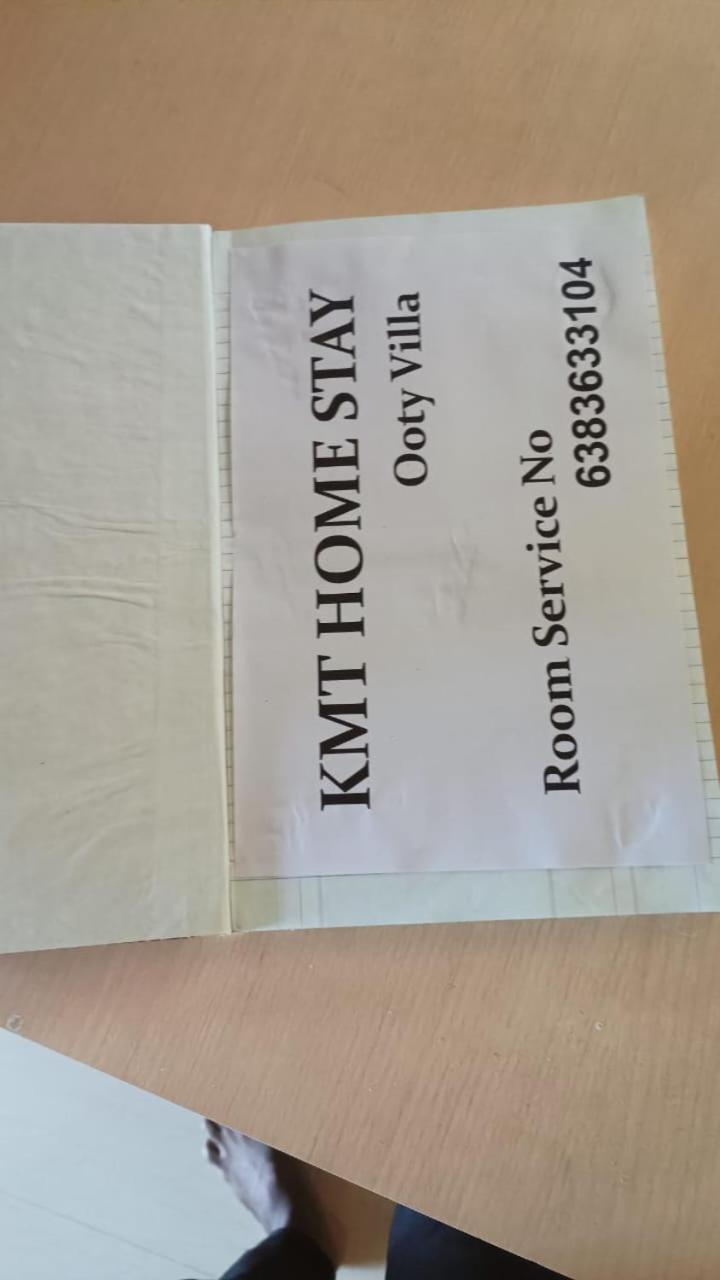 KMT HOME STAY
Ooty Villa
Room Service No
6383633104